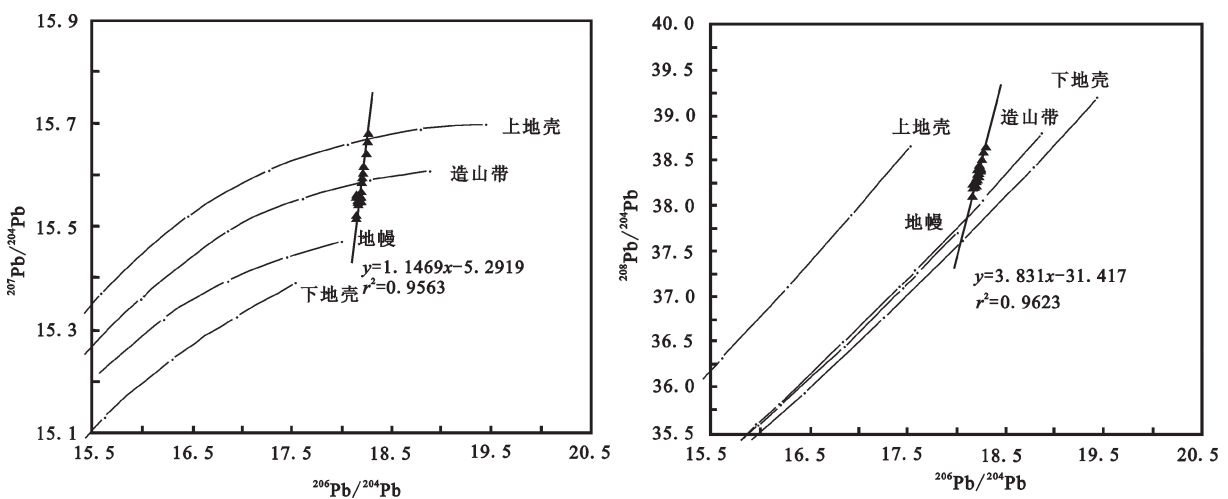 15.9
15.7
15.5
15.3
15.1
²⁰⁷Pb/²⁰⁴Pb
上地壳
造山带
地幔
y=1.1469x−5.2919
r²=0.9563
下地壳
15.5 16.5 17.5 18.5 19.5 20.5
²⁰⁶Pb/²⁰⁴Pb
40.0
39.5
39.0
38.5
38.0
37.5
37.0
36.5
36.0
35.5
²⁰⁸Pb/²⁰⁴Pb
下地壳
造山带
上地壳
地幔
y=3.831x−31.417
r²=0.9623
15.5 16.5 17.5 18.5 19.5 20.5
²⁰⁶Pb/²⁰⁴Pb